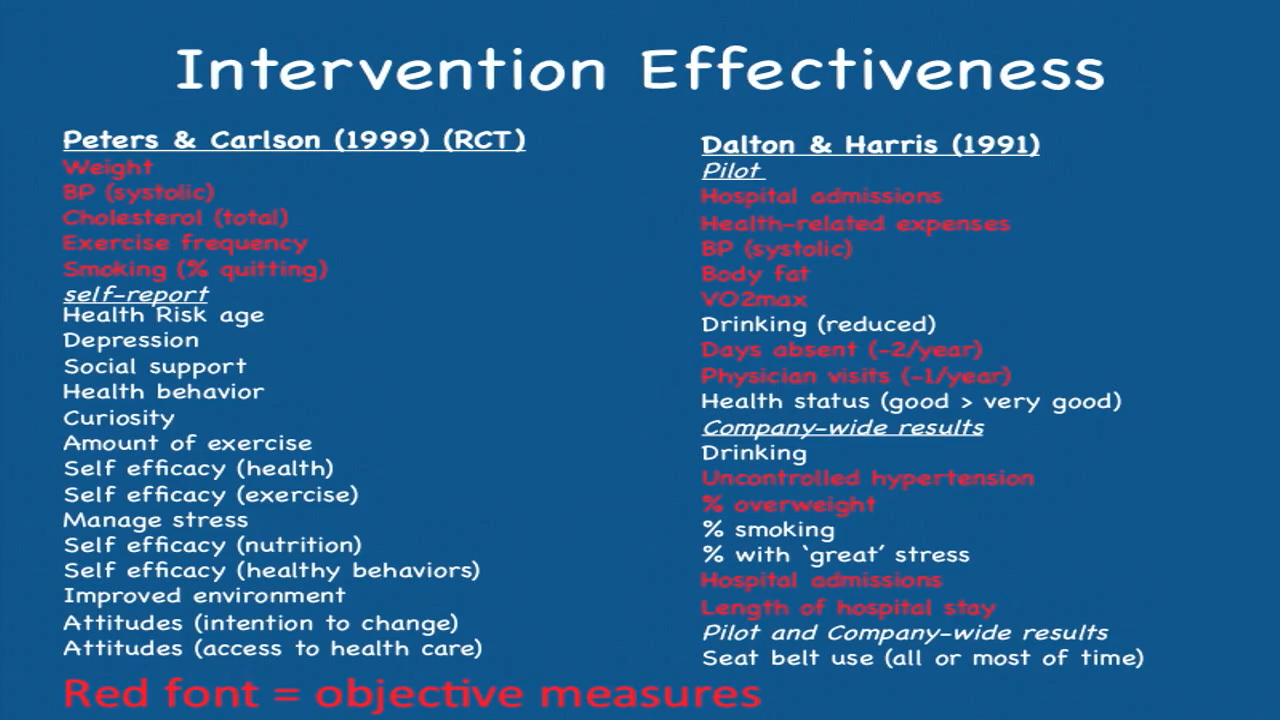 Intervention Effectiveness
Peters & Carlson (1999) (RCT)
Weight
BP (systolic)
Cholesterol (total)
Exercise frequency
Smoking (% quitting)
self-report
Health Risk age
Depression
Social support
Health behavior
Curiosity
Amount of exercise
Self efficacy (health)
Self efficacy (exercise)
Manage stress
Self efficacy (nutrition)
Self efficacy (healthy behaviors)
Improved environment
Attitudes (intention to change)
Attitudes (access to health care)
Dalton & Harris (1991)
Pilot
Hospital admissions
Health-related expenses
BP (systolic)
Body fat
VO2max
Drinking (reduced)
Days absent (-2/year)
Physician visits (-1/year)
Health status (good > very good)
Company-wide results
Drinking
Uncontrolled hypertension
% overweight
% smoking
% with ‘great’ stress
Hospital admissions
Length of hospital stay
Pilot and Company-wide results
Seat belt use (all or most of time)
Red font = objective measures